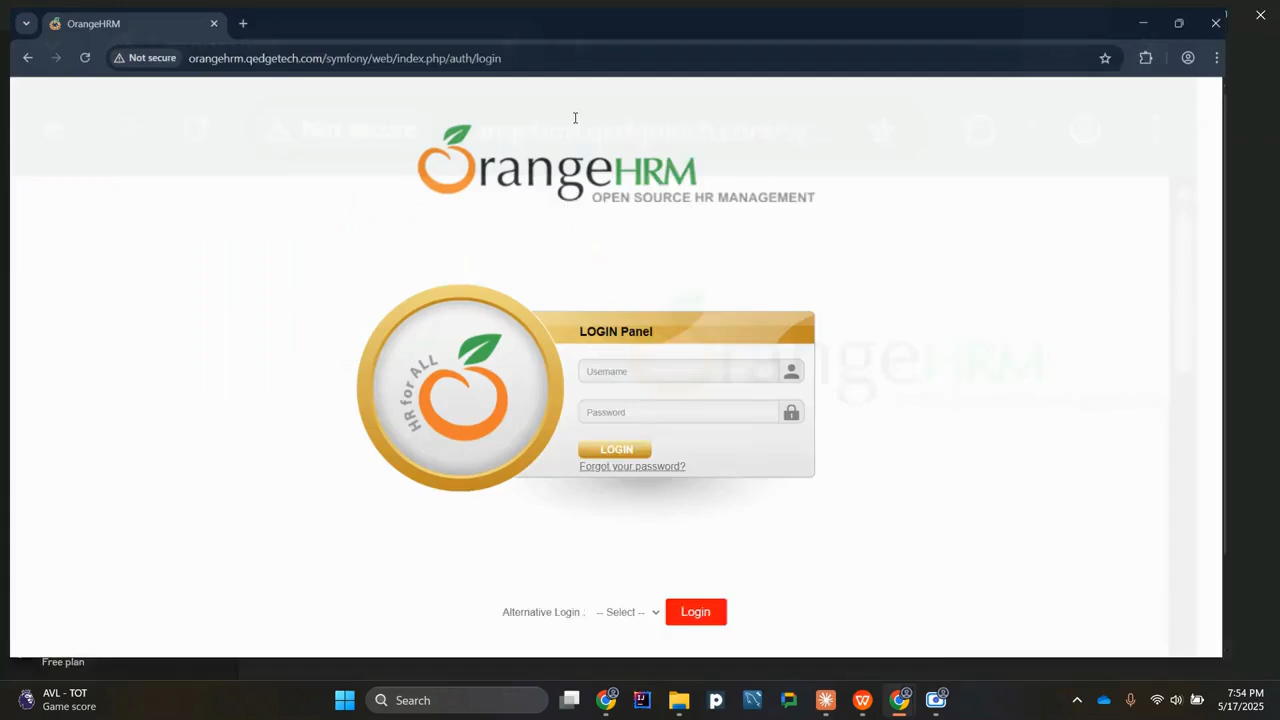 OrangeHRM
Not secure
orangehrm.qedgetech.com/symfony/web/index.php/auth/login
Not secure
OrangeHRM
OPEN SOURCE HR MANAGEMENT
HR for ALL
LOGIN Panel
Username
Password
LOGIN
Forgot your password?
Alternative Login :
-- Select --
Login
Free plan
AVL - TOT
Game score
Search
7:54 PM
5/17/2025